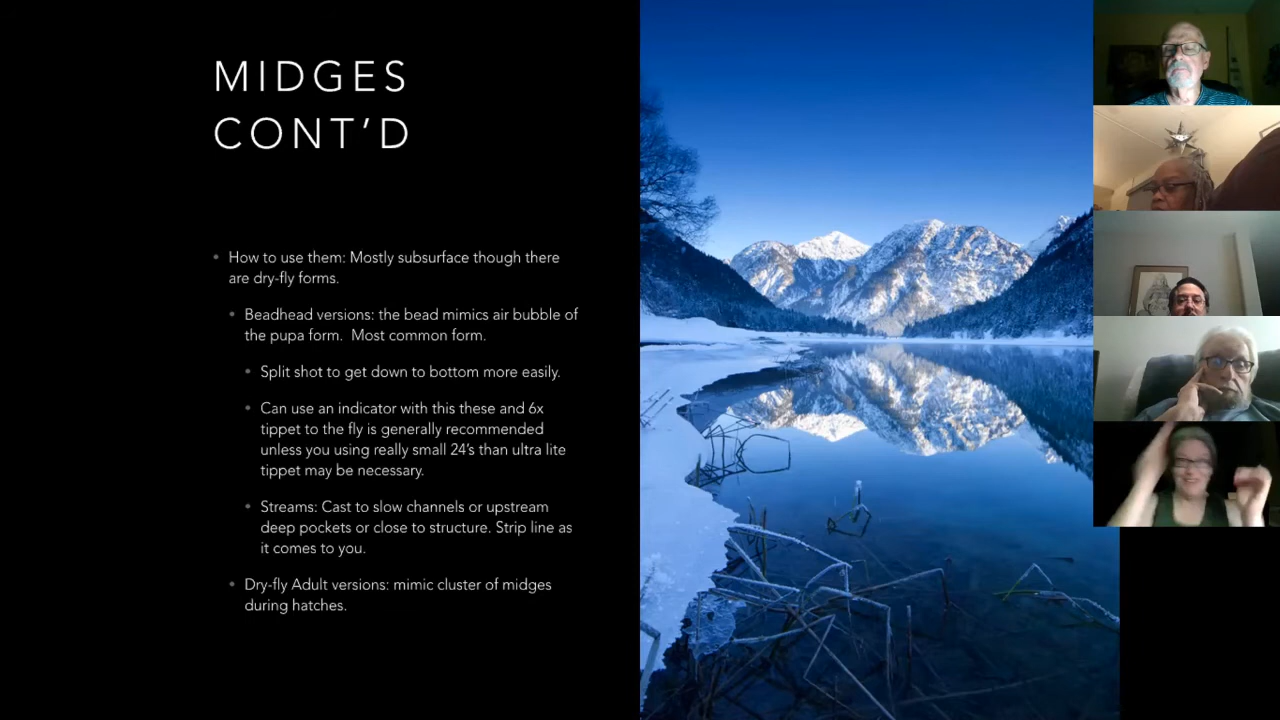 MIDGES
CONT’D
• How to use them: Mostly subsurface though there
are dry-fly forms.
• Beadhead versions: the bead mimics air bubble of
the pupa form. Most common form.
• Split shot to get down to bottom more easily.
• Can use an indicator with this these and 6x
tippet to the fly is generally recommended
unless you using really small 24’s than ultra lite
tippet may be necessary.
• Streams: Cast to slow channels or upstream
deep pockets or close to structure. Strip line as
it comes to you.
• Dry-fly Adult versions: mimic cluster of midges
during hatches.